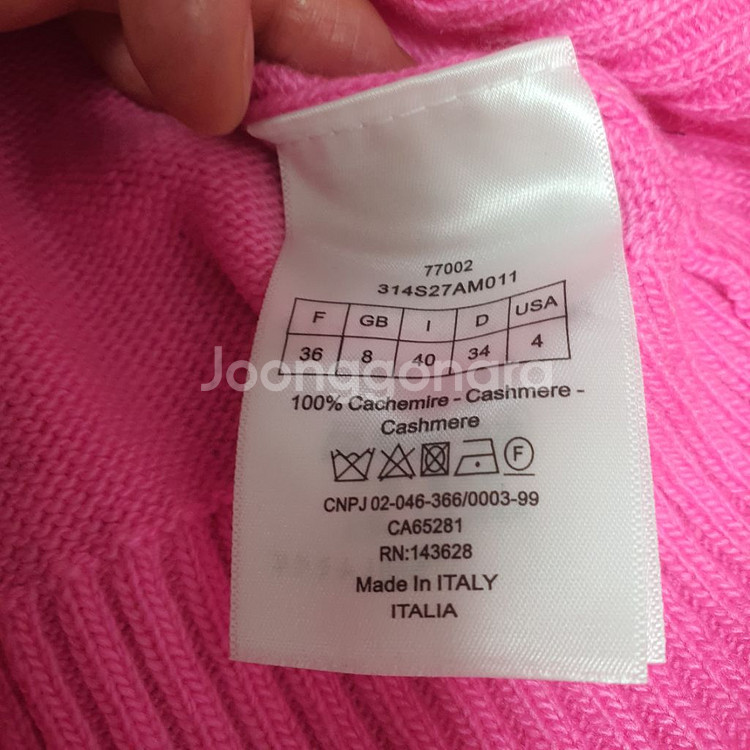 77002
314S27AM011
F GB I D USA
36 8 40 34 4
Joonggonara
100% Cachemire - Cashmere -
Cashmere
F
CNPJ 02-046-366/0003-99
CA65281
RN:143628
Made In ITALY
ITALIA